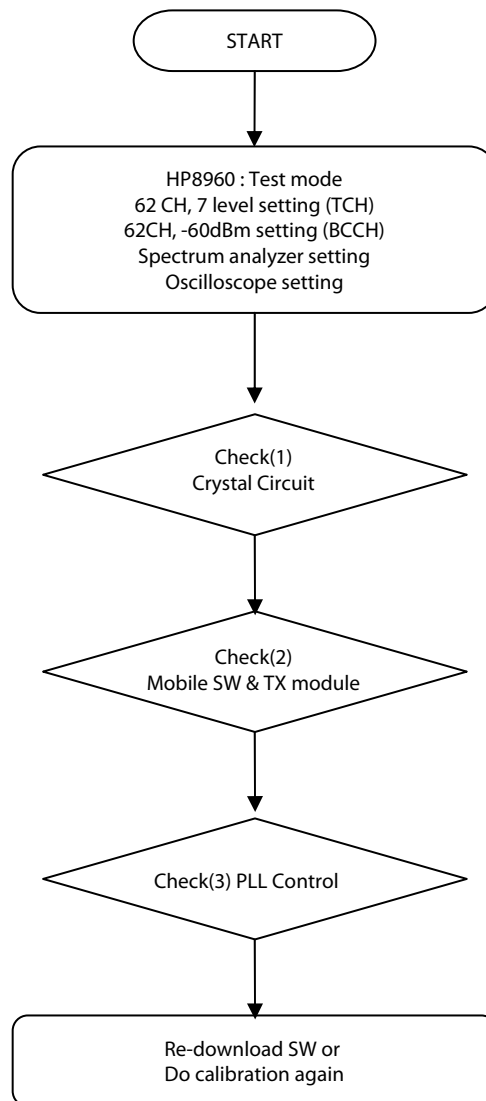 START
HP8960 : Test mode
62 CH, 7 level setting (TCH)
62CH, -60dBm setting (BCCH)
Spectrum analyzer setting
Oscilloscope setting
Check(1)
Crystal Circuit
Check(2)
Mobile SW & TX module
Check(3) PLL Control
Re-download SW or
Do calibration again